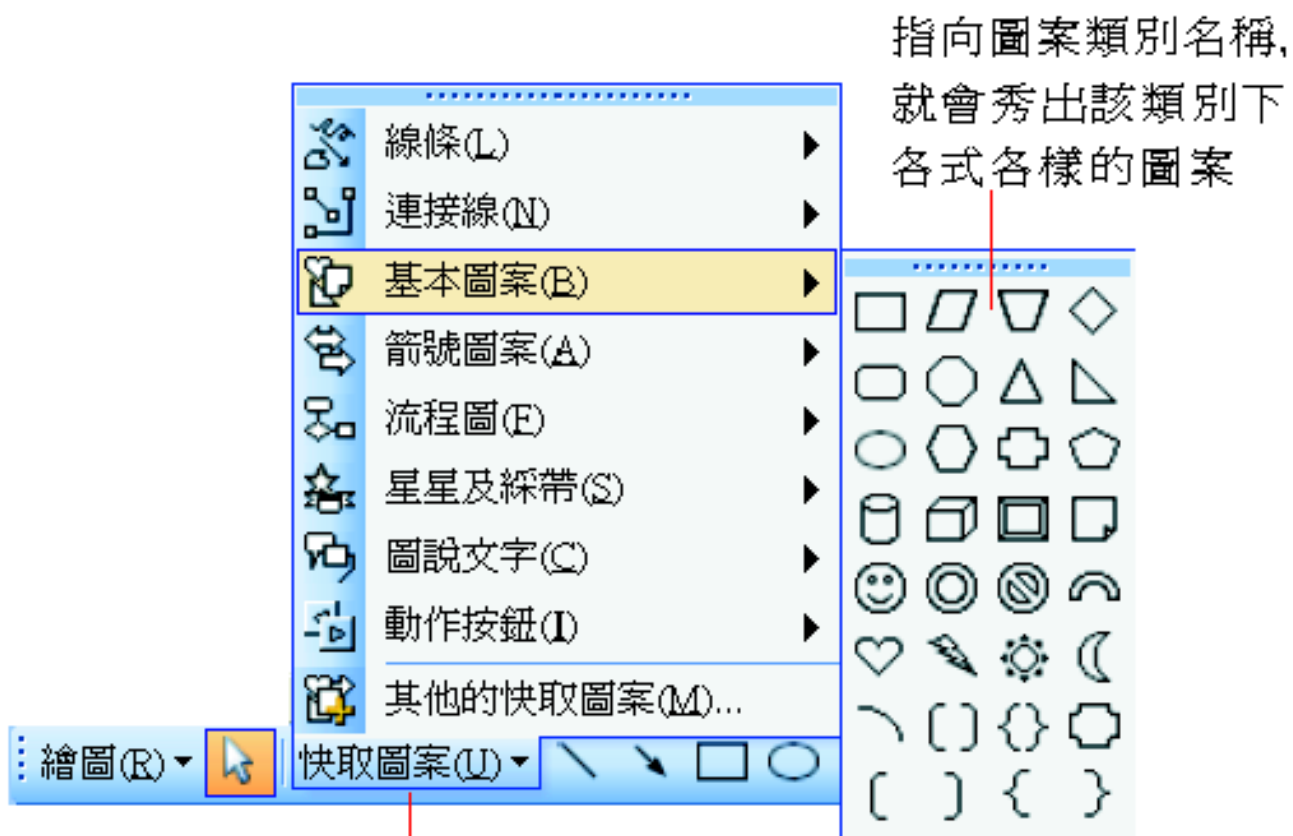 指向圖案類別名稱,
就會秀出該類別下
各式各樣的圖案
線條(L)
連接線(N)
基本圖案(B)
箭號圖案(A)
流程圖(F)
星星及綵帶(S)
圖說文字(C)
動作按鈕(I)
其他的快取圖案(M)...
繪圖(R)
快取圖案(U)